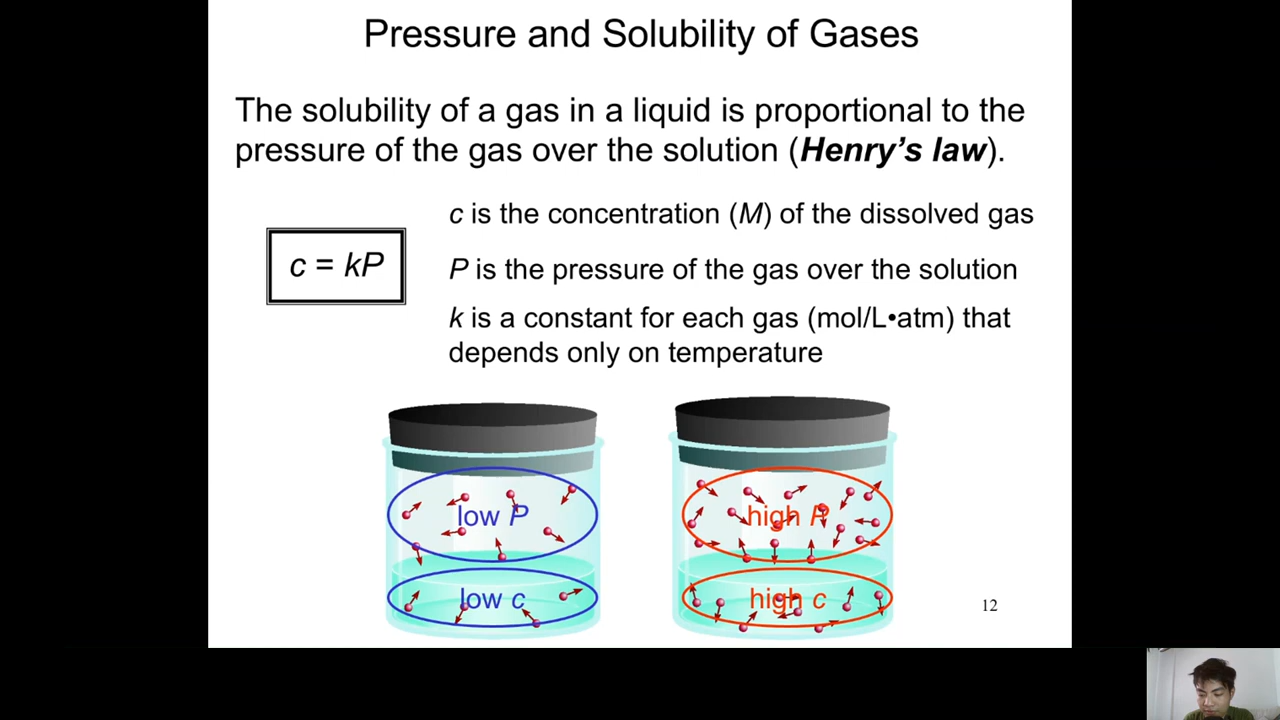 Pressure and Solubility of Gases
The solubility of a gas in a liquid is proportional to the
pressure of the gas over the solution (Henry's law).
c = kP
c is the concentration (M) of the dissolved gas
P is the pressure of the gas over the solution
k is a constant for each gas (mol/L•atm) that
depends only on temperature
low P
low c
high P
high c
12